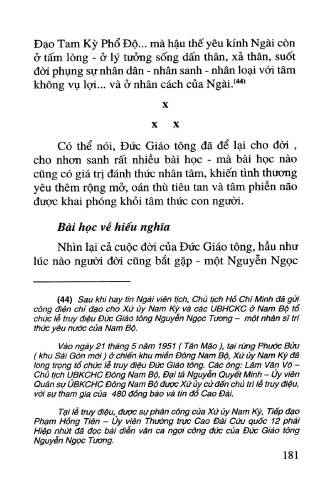 Đạo Tam Kỳ Phổ Độ... mà hậu thế yêu kính Ngài còn
ở tấm lòng - ở lý tưởng sống dấn thân, xả thân, suốt
đời phụng sự nhân dân - nhân sanh - nhân loại với tâm
không vụ lợi... và ở nhân cách của Ngài.(44)
x
x x
Có thể nói, Đức Giáo tông đã để lại cho đời ,
cho nhơn sanh rất nhiều bài học - mà bài học nào
cũng có giá trị đánh thức nhân tâm, khiến tình thương
yêu thêm rộng mở, oán thù tiêu tan và tâm phiền não
được khai phóng khỏi tâm thức con người.
Bài học về hiếu nghĩa
Nhìn lại cả cuộc đời của Đức Giáo tông, hầu như
lúc nào người đời cũng bắt gặp - một Nguyễn Ngọc
(44) Sau khi hay tin Ngài viên tịch, Chủ tịch Hồ Chí Minh đã gửi
công điện chỉ đạo cho Xứ ủy Nam Kỳ và các UBHCKC ở Nam Bộ tổ
chức lễ truy điệu Đức Giáo tông Nguyễn Ngọc Tương – một nhân sĩ trí
thức yêu nước của Nam Bộ.
Vào ngày 21 tháng 5 năm 1951 ( Tân Mão ), tại rừng Phước Bửu
( khu Sài Gòn mới ) ở chiến khu miền Đông Nam Bộ, Xứ ủy Nam Kỳ đã
long trọng tổ chức lễ truy điệu Đức Giáo tông. Các ông: Lâm Văn Võ –
Chủ tịch UBKCHC Đông Nam Bộ, Đại tá Nguyễn Quyết Minh – Ủy viên
Quân sự ỦBKCHC Đông Nam Bộ được Xứ ủy cử đến chủ trì lễ truy điệu,
với sự tham gia của 480 đồng bào và tín đồ Cao Đài.
Tại lễ truy điệu, được sự phân công của Xứ ủy Nam Kỳ, Tiếp đạo
Phạm Hồng Tiên – Ủy viên Thường trực Cao Đài Cứu quốc 12 phái
Hiệp nhứt đã đọc bài diễn văn ca ngợi công đức của Đức Giáo tông
Nguyễn Ngọc Tương.
181